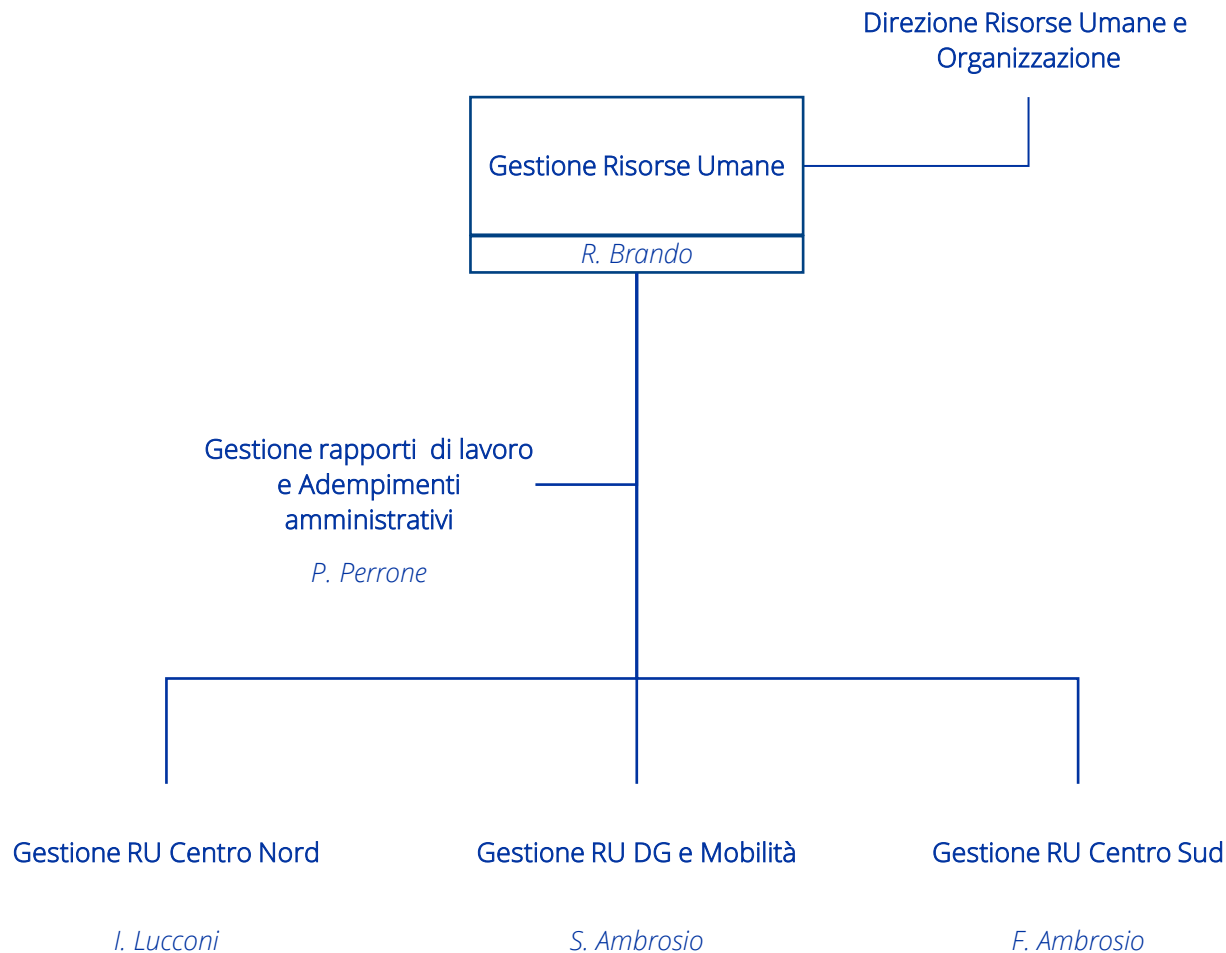 Direzione Risorse Umane e
Organizzazione
Gestione Risorse Umane
R. Brando
Gestione rapporti  di lavoro
e Adempimenti
amministrativi
P. Perrone
Gestione RU Centro Nord
Gestione RU DG e Mobilità
Gestione RU Centro Sud
I. Lucconi
S. Ambrosio
F. Ambrosio